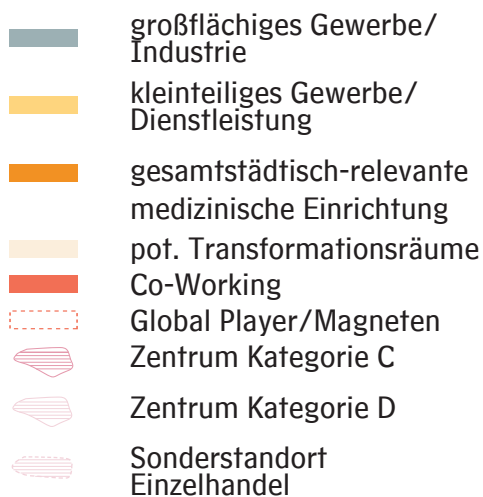 großflächiges Gewerbe/
Industrie
kleinteiliges Gewerbe/
Dienstleistung
gesamtstädtisch-relevante
medizinische Einrichtung
pot. Transformationsräume
Co-Working
Global Player/Magneten
Zentrum Kategorie C
Zentrum Kategorie D
Sonderstandort
Einzelhandel